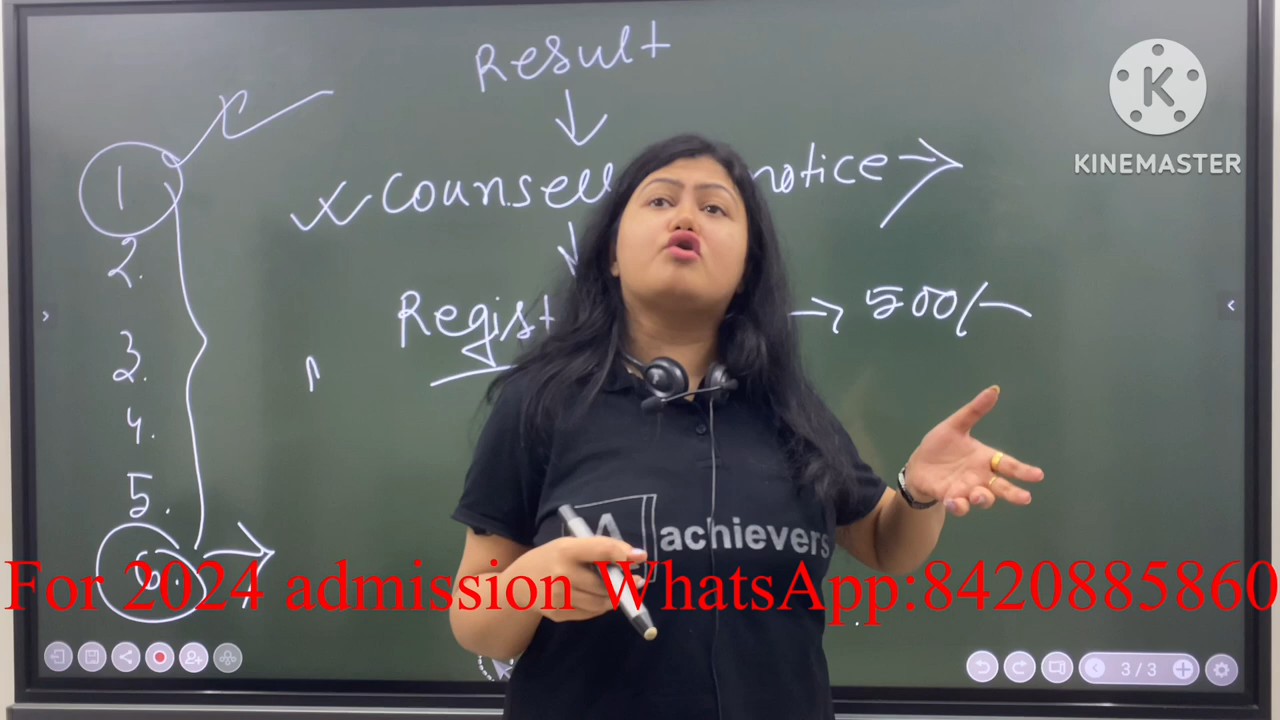 Result
K
KINEMASTER
1
Counsell notice
2.
Regist → 500/-
3.
4.
5.
6.
achievers
For 2024 admission WhatsApp:8420885860
3/3